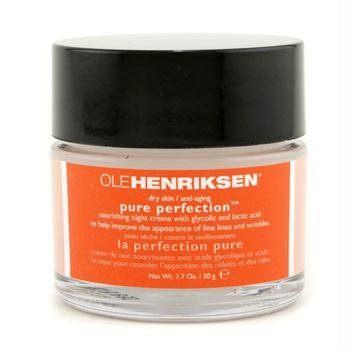 OLEHENRIKSEN®
dry skin / anti-aging
pure perfection™
nourishing night creme with glycolic and lactic acid
to help improve the appearance of fine lines and wrinkles
peau sèche / contre le vieillissement
la perfection pure
crème de nuit nourrissante avec acide glycolique et acide
lactique pour retarder l'apparition des ridules et des rides
Net Wt. 1.7 Oz. / 50 g ℮